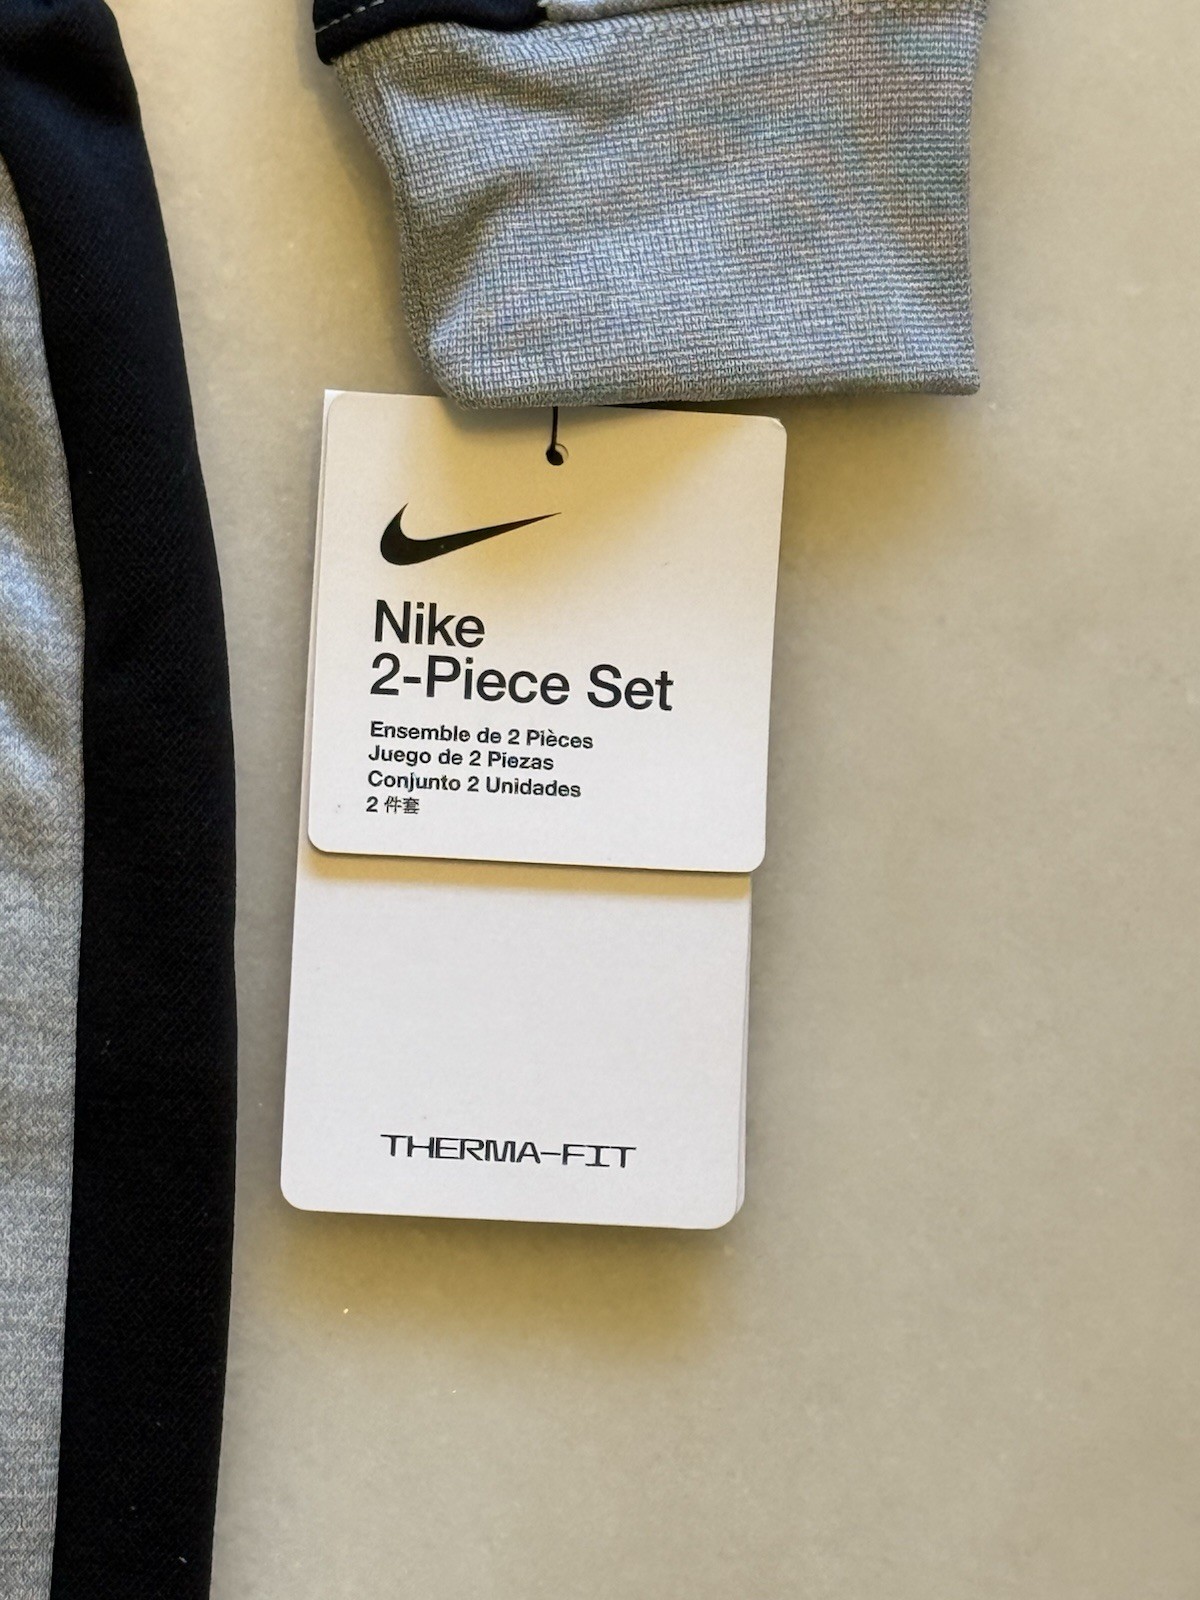 Nike
2-Piece Set
Ensemble de 2 Pièces
Juego de 2 Piezas
Conjunto 2 Unidades
2 件套
THERMA-FIT